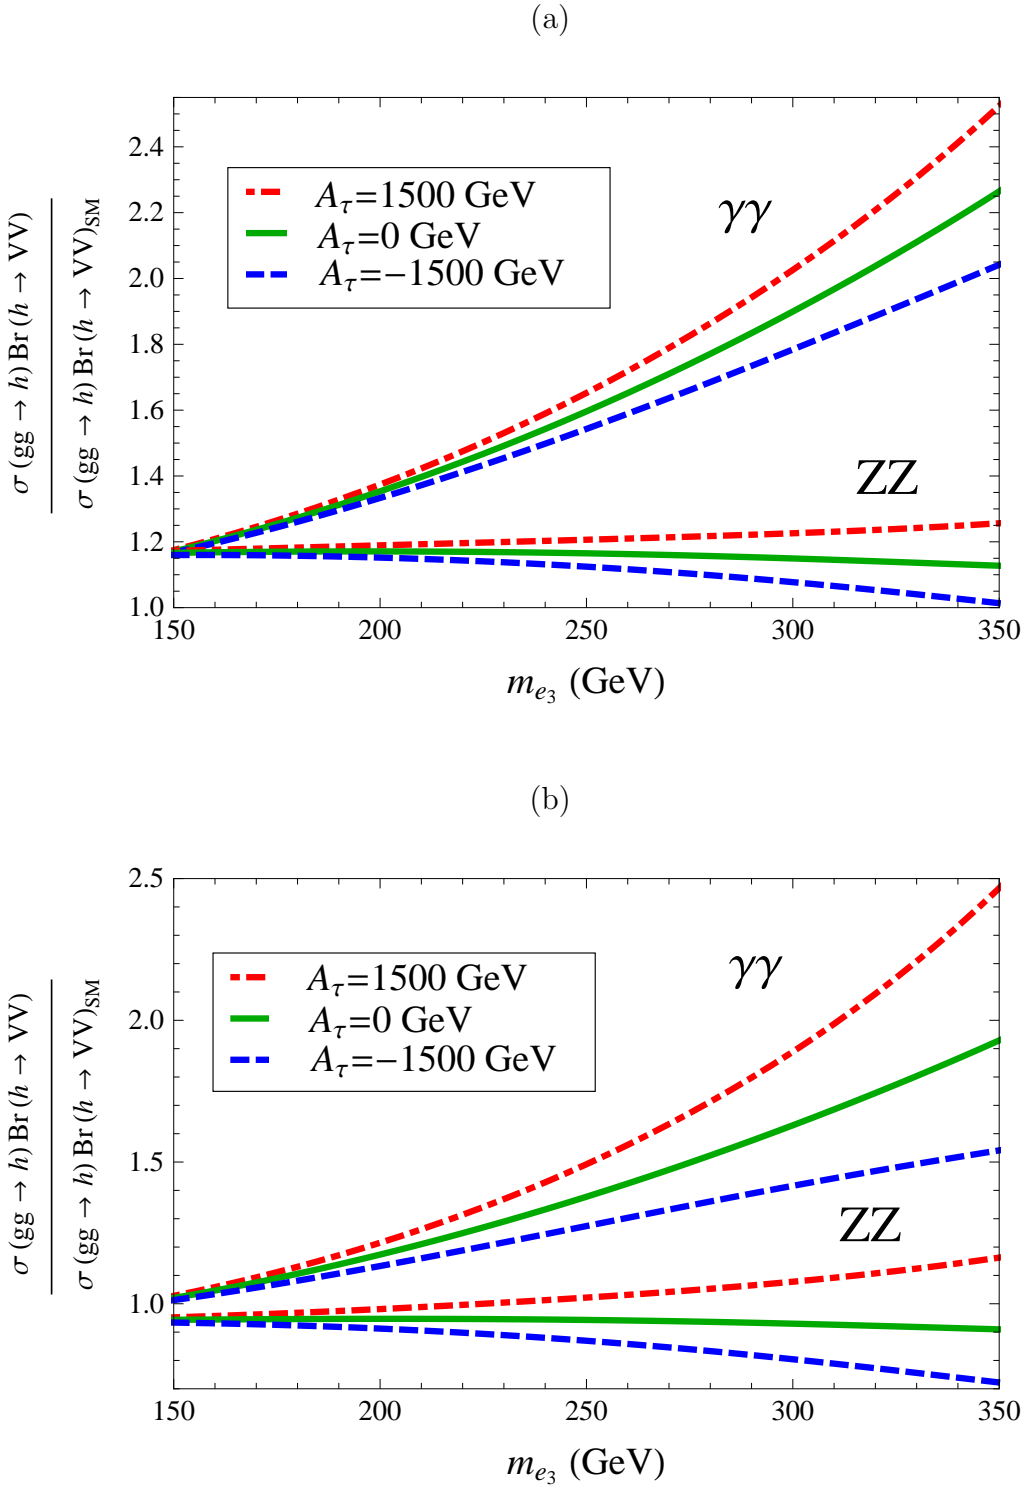 (a)
σ (gg → h) Br (h → VV)
σ (gg → h) Br (h → VV)SM
2.4
2.2
2.0
1.8
1.6
1.4
1.2
1.0
Aτ=1500 GeV
Aτ=0 GeV
Aτ=−1500 GeV
γγ
ZZ
150 200 250 300 350
me3 (GeV)
(b)
σ (gg → h) Br (h → VV)
σ (gg → h) Br (h → VV)SM
2.5
2.0
1.5
1.0
Aτ=1500 GeV
Aτ=0 GeV
Aτ=−1500 GeV
γγ
ZZ
150 200 250 300 350
me3 (GeV)